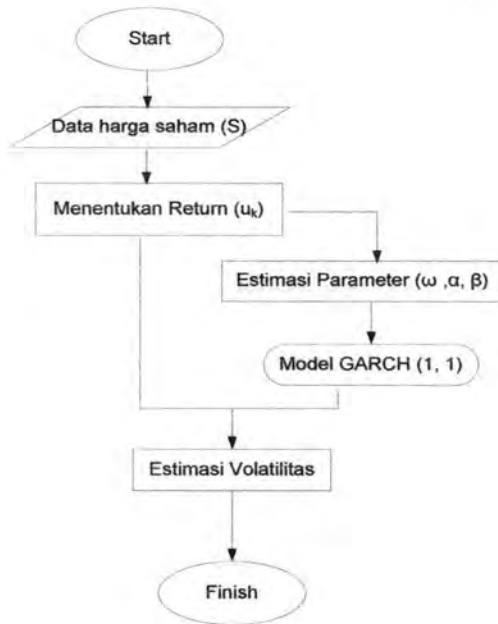 Start
Data harga saham (S)
Menentukan Return (uₖ)
Estimasi Parameter (ω ,α, β)
Model GARCH (1, 1)
Estimasi Volatilitas
Finish